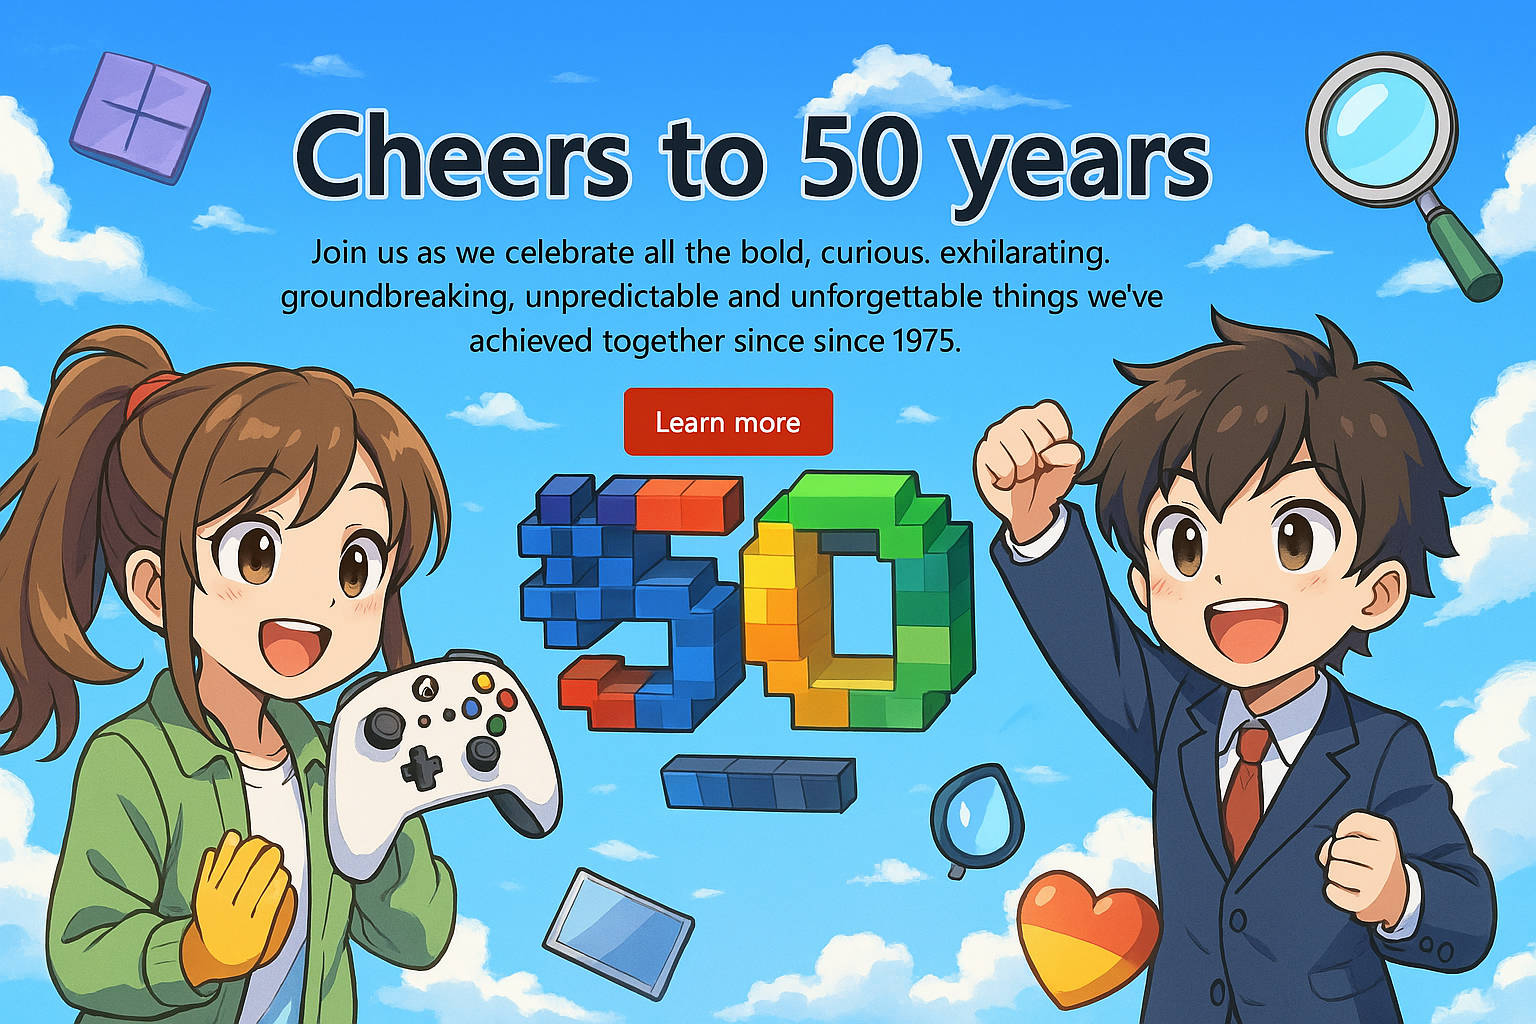 Cheers to 50 years
Join us as we celebrate all the bold, curious. exhilarating.
groundbreaking, unpredictable and unforgettable things we've
achieved together since since 1975.
Learn more
50